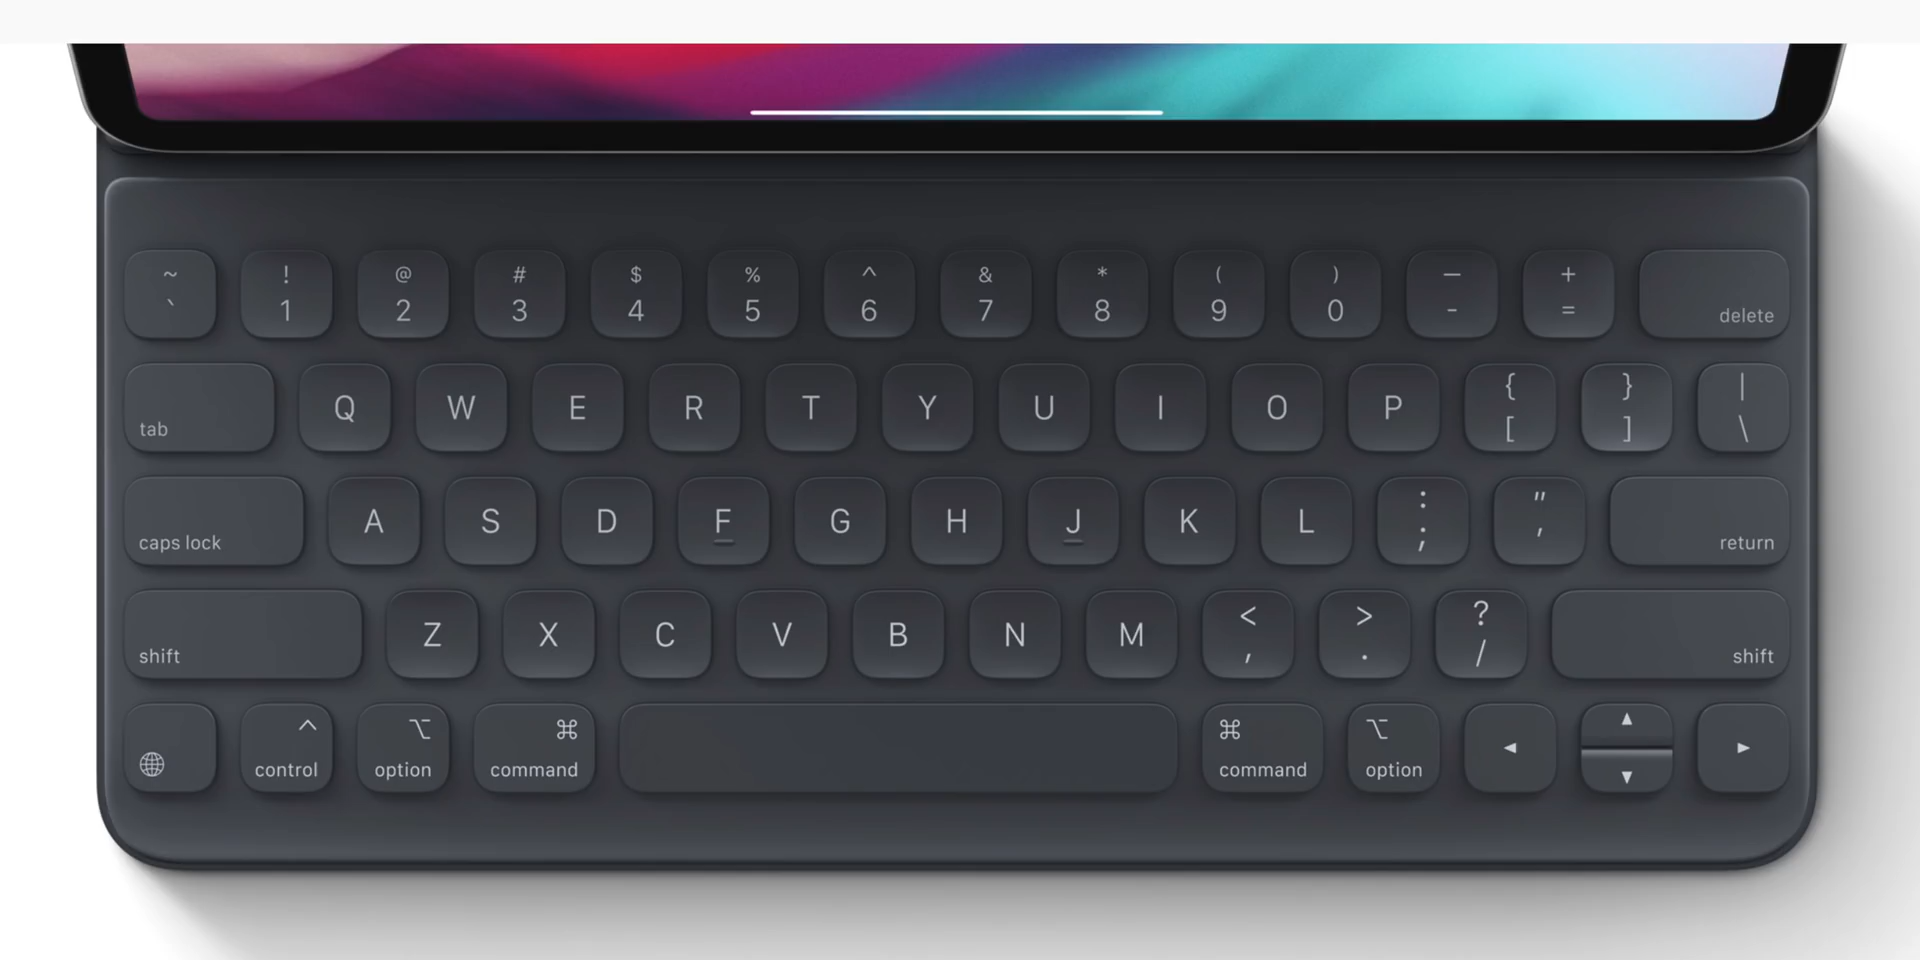 ~ ! @ # $ % ^ & * ( ) — +
` 1 2 3 4 5 6 7 8 9 0 - = delete
{ } |
tab Q W E R T Y U I O P [ ] \
: "
caps lock A S D F G H J K L ; ' return
< > ?
shift Z X C V B N M , . / shift
^ ⌥ ⌘ ⌘ ⌥ ▲
control option command command option ◀ ▼ ▶